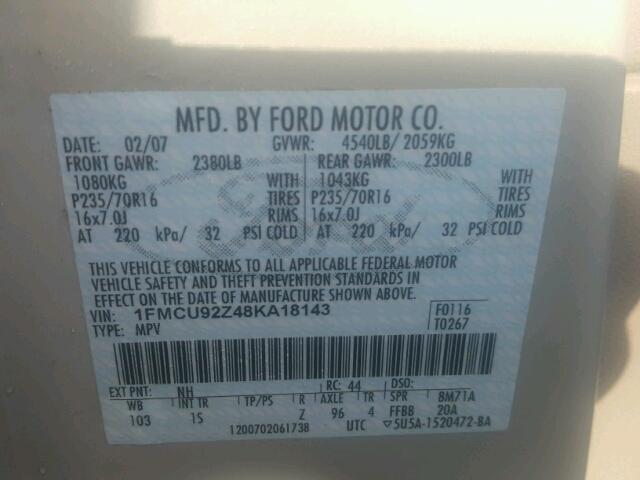 MFD. BY FORD MOTOR CO.
DATE: 02/07 GVWR: 4540LB/ 2059KG
FRONT GAWR: 2380LB REAR GAWR: 2300LB
1080KG WITH 1043KG WITH
P235/70R16 TIRES P235/70R16 TIRES
16x7.0J RIMS 16x7.0J RIMS
AT 220 kPa/ 32 PSI COLD AT 220 kPa/ 32 PSI COLD
Ford
THIS VEHICLE CONFORMS TO ALL APPLICABLE FEDERAL MOTOR
VEHICLE SAFETY AND THEFT PREVENTION STANDARDS IN
EFFECT ON THE DATE OF MANUFACTURE SHOWN ABOVE.
VIN: 1FMCU92Z48KA18143 F0116
TYPE: MPV T0267
EXT PNT: NH RC: 44 DSO:
WB INT TR TP/PS R AXLE TR SPR 8M71A
103 1S Z 96 4 FFBB 20A
1200702061738 UTC ▽5U5A-1520472-BA